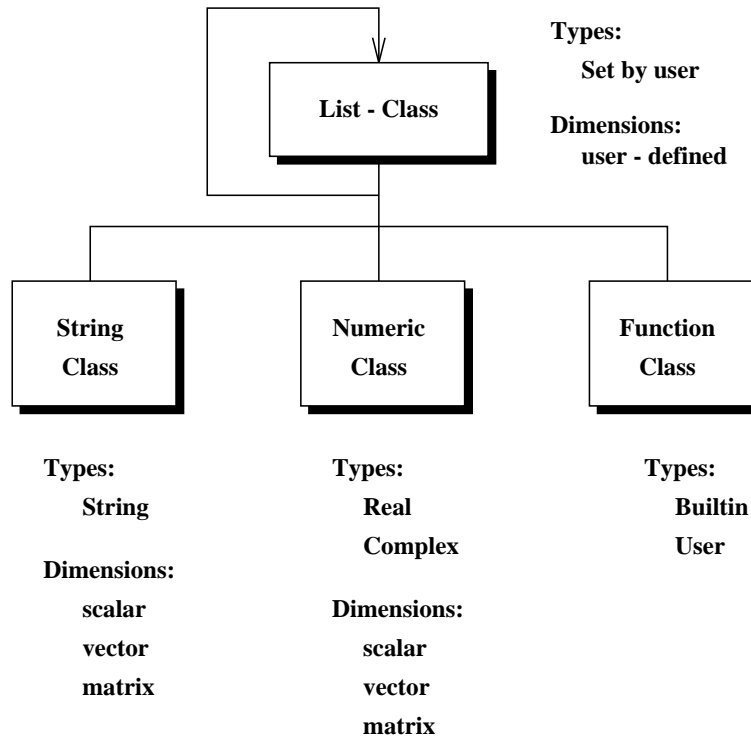 Types:
Set by user
List - Class
Dimensions:
user - defined
String
Class
Numeric
Class
Function
Class
Types:
String
Dimensions:
scalar
vector
matrix
Types:
Real
Complex
Dimensions:
scalar
vector
matrix
Types:
Builtin
User